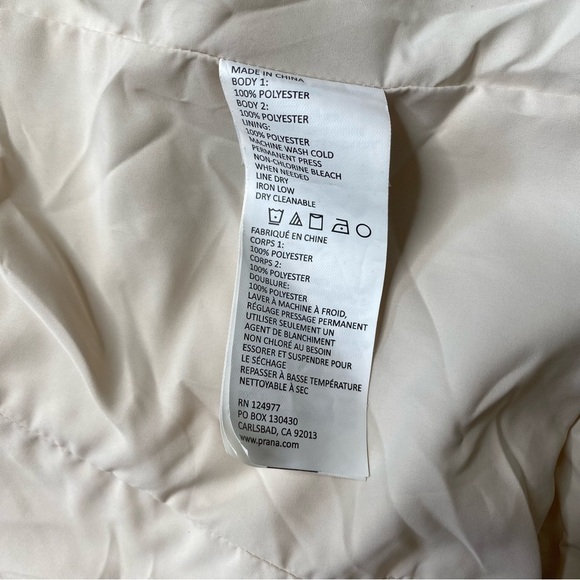 MADE IN CHINA
BODY 1:
100% POLYESTER
BODY 2:
100% POLYESTER
LINING:
100% POLYESTER
MACHINE WASH COLD
PERMANENT PRESS
NON-CHLORINE BLEACH
WHEN NEEDED
LINE DRY
IRON LOW
DRY CLEANABLE
FABRIQUÉ EN CHINE
CORPS 1:
100% POLYESTER
CORPS 2:
100% POLYESTER
DOUBLURE:
100% POLYESTER
LAVER À MACHINE À FROID,
RÉGLAGE PRESSAGE PERMANENT
UTILISER SEULEMENT UN
AGENT DE BLANCHIMENT
NON CHLORÉ AU BESOIN
ESSORER ET SUSPENDRE POUR
LE SÉCHAGE
REPASSER À BASSE TEMPÉRATURE
NETTOYABLE À SEC
RN 124977
PO BOX 130430
CARLSBAD, CA 92013
www.prana.com